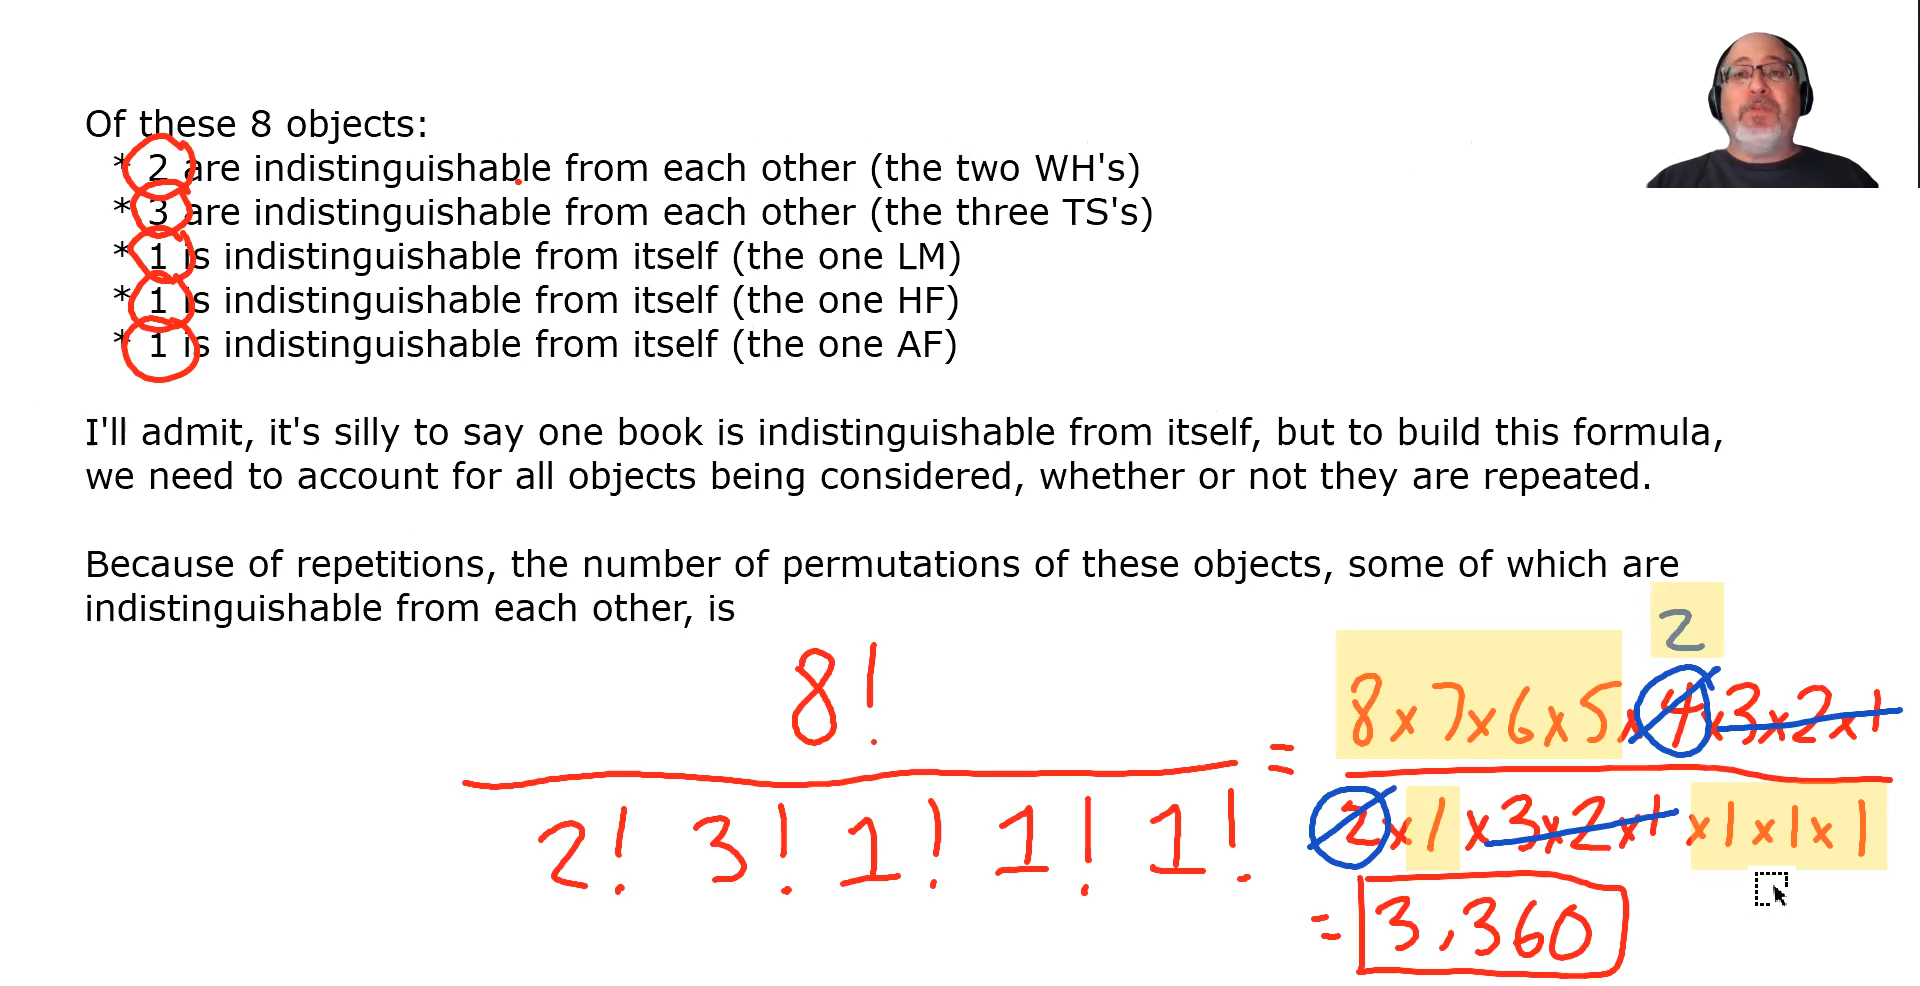 Of these 8 objects:
* 2 are indistinguishable from each other (the two WH's)
* 3 are indistinguishable from each other (the three TS's)
* 1 is indistinguishable from itself (the one LM)
* 1 is indistinguishable from itself (the one HF)
* 1 is indistinguishable from itself (the one AF)
I'll admit, it's silly to say one book is indistinguishable from itself, but to build this formula,
we need to account for all objects being considered, whether or not they are repeated.
Because of repetitions, the number of permutations of these objects, some of which are
indistinguishable from each other, is
2
8! = 8x7x6x5x4x3x2x1
2! 3! 1! 1! 1! 2x1x3x2x1x1x1x1
= 3,360